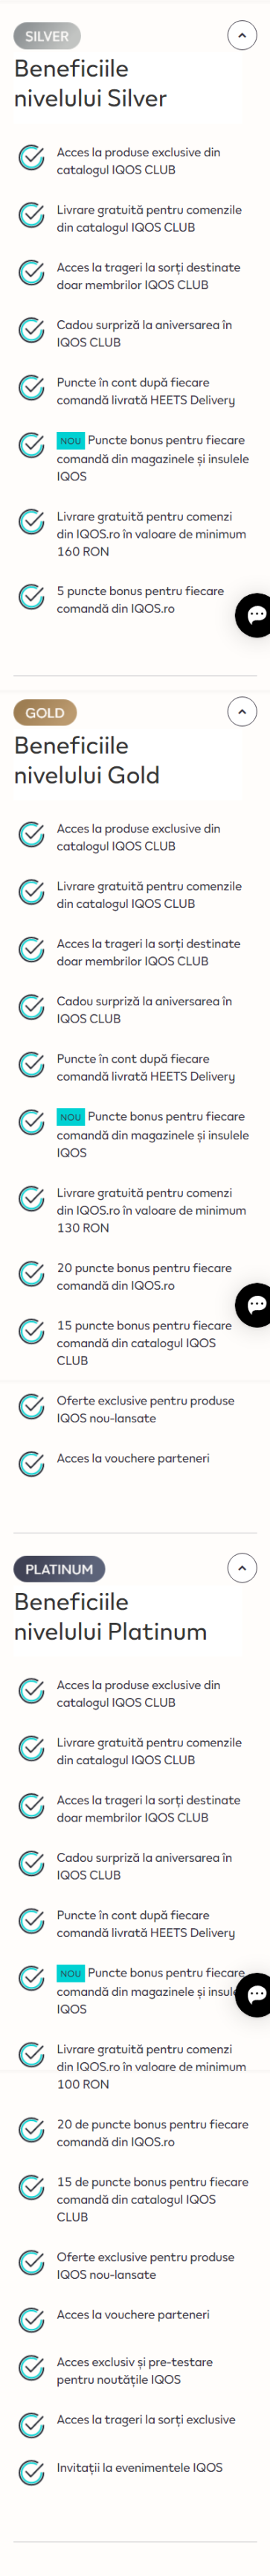 SILVER
Beneficiile
nivelului Silver
Acces la produse exclusive din
catalogul IQOS CLUB
Livrare gratuită pentru comenzile
din catalogul IQOS CLUB
Acces la trageri la sorți destinate
doar membrilor IQOS CLUB
Cadou surpriză la aniversarea în
IQOS CLUB
Puncte în cont după fiecare
comandă livrată HEETS Delivery
NOU Puncte bonus pentru fiecare
comandă din magazinele și insulele
IQOS
Livrare gratuită pentru comenzi
din IQOS.ro în valoare de minimum
160 RON
5 puncte bonus pentru fiecare
comandă din IQOS.ro
GOLD
Beneficiile
nivelului Gold
Acces la produse exclusive din
catalogul IQOS CLUB
Livrare gratuită pentru comenzile
din catalogul IQOS CLUB
Acces la trageri la sorți destinate
doar membrilor IQOS CLUB
Cadou surpriză la aniversarea în
IQOS CLUB
Puncte în cont după fiecare
comandă livrată HEETS Delivery
NOU Puncte bonus pentru fiecare
comandă din magazinele și insulele
IQOS
Livrare gratuită pentru comenzi
din IQOS.ro în valoare de minimum
130 RON
20 puncte bonus pentru fiecare
comandă din IQOS.ro
15 puncte bonus pentru fiecare
comandă din catalogul IQOS
CLUB
Oferte exclusive pentru produse
IQOS nou-lansate
Acces la vouchere parteneri
PLATINUM
Beneficiile
nivelului Platinum
Acces la produse exclusive din
catalogul IQOS CLUB
Livrare gratuită pentru comenzile
din catalogul IQOS CLUB
Acces la trageri la sorți destinate
doar membrilor IQOS CLUB
Cadou surpriză la aniversarea în
IQOS CLUB
Puncte în cont după fiecare
comandă livrată HEETS Delivery
NOU Puncte bonus pentru fiecare
comandă din magazinele și
IQOS
Livrare gratuită pentru comenzi
din IQOS.ro în valoare de minimum
100 RON
20 de puncte bonus pentru fiecare
comandă din IQOS.ro
15 de puncte bonus pentru fiecare
comandă din catalogul IQOS
CLUB
Oferte exclusive pentru produse
IQOS nou-lansate
Acces la vouchere parteneri
Acces exclusiv și pre-testare
pentru noutățile IQOS
Acces la trageri la sorți exclusive
Invitații la evenimentele IQOS